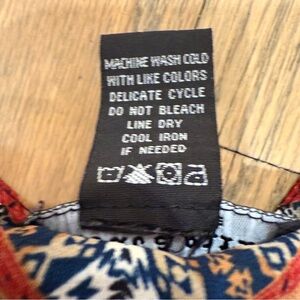 MACHINE WASH COLD
WITH LIKE COLORS
DELICATE CYCLE
DO NOT BLEACH
LINE DRY
COOL IRON
IF NEEDED